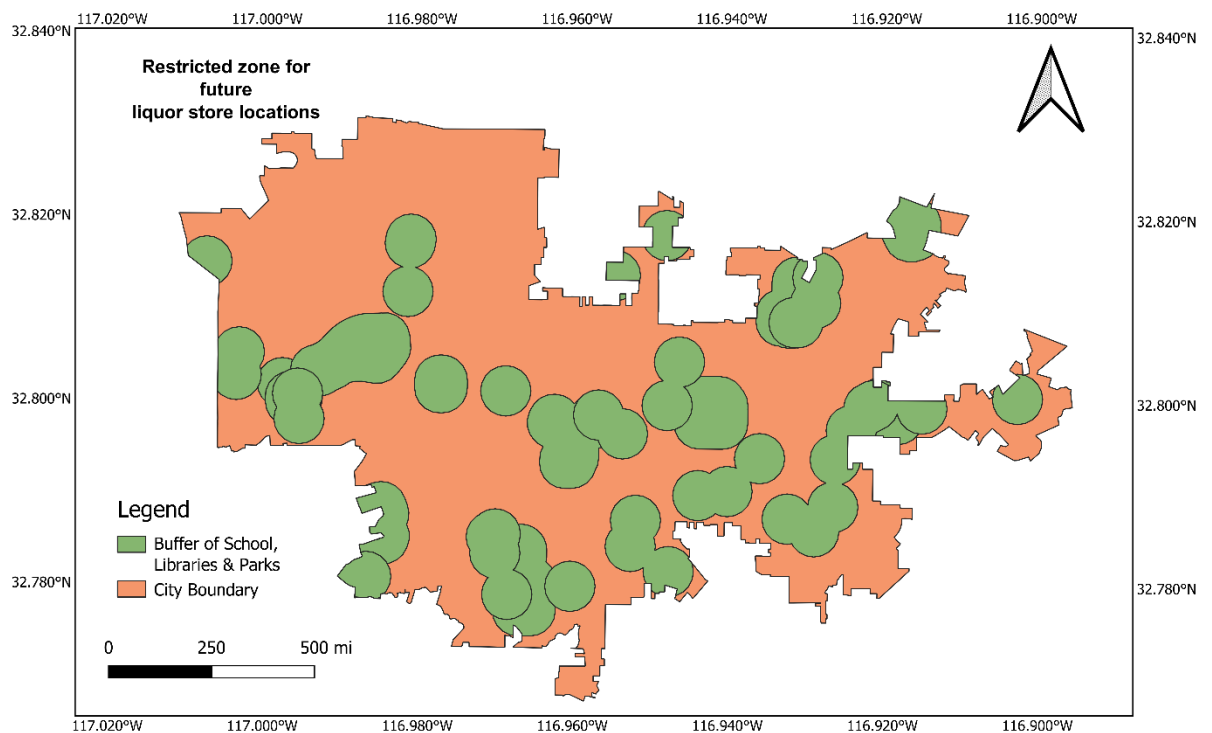 117.020°W 117.000°W 116.980°W 116.960°W 116.940°W 116.920°W 116.900°W
32.840°N 32.840°N
Restricted zone for
future
liquor store locations
32.820°N 32.820°N
32.800°N 32.800°N
Legend
Buffer of School,
Libraries & Parks
City Boundary
32.780°N 32.780°N
0 250 500 mi
117.020°W 117.000°W 116.980°W 116.960°W 116.940°W 116.920°W 116.900°W